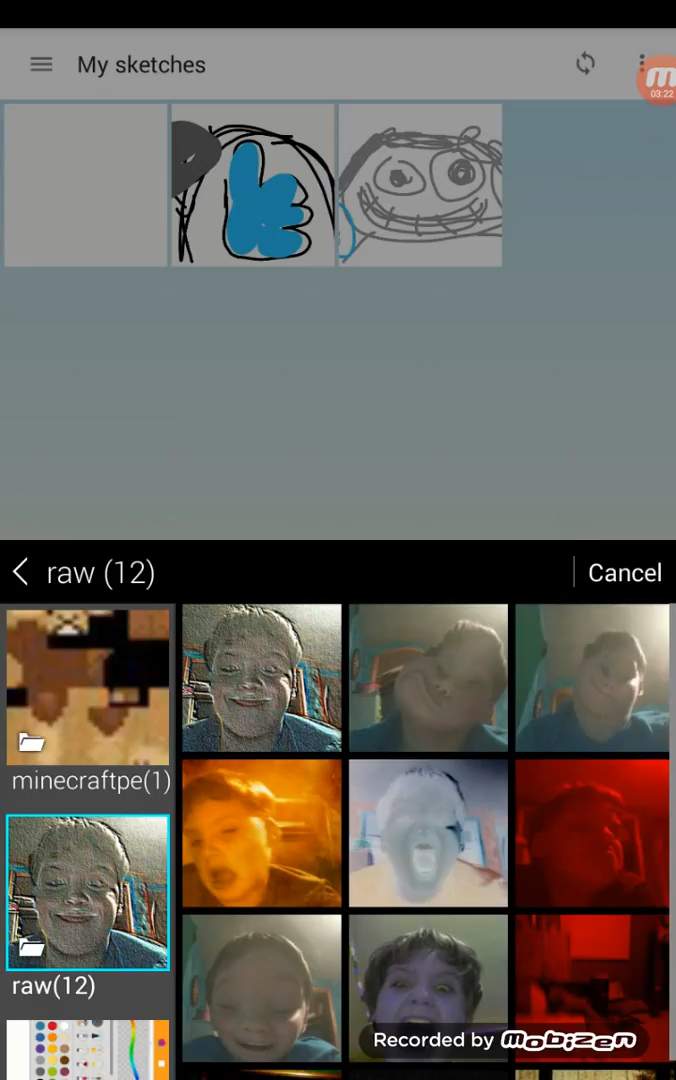 My sketches
m
03:22
raw (12)
Cancel
minecraftpe(1)
raw(12)
Recorded by mobizen